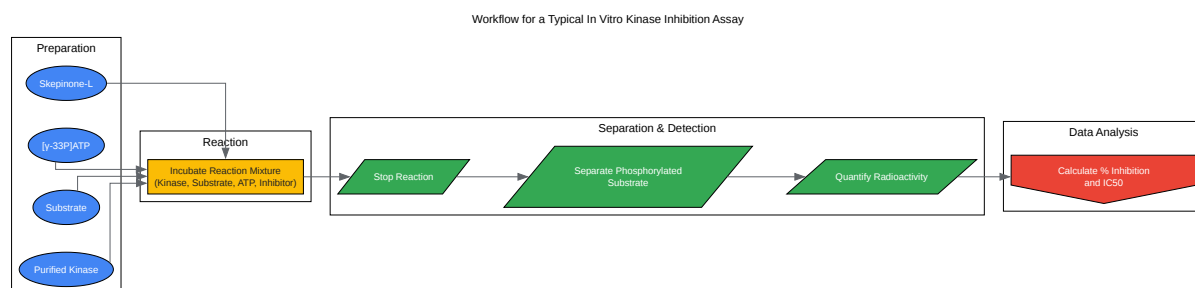 Workflow for a Typical In Vitro Kinase Inhibition Assay
Preparation
Skepinone-L
[γ-33P]ATP
Substrate
Purified Kinase
Reaction
Incubate Reaction Mixture
(Kinase, Substrate, ATP, Inhibitor)
Separation & Detection
Stop Reaction
Separate Phosphorylated
Substrate
Quantify Radioactivity
Data Analysis
Calculate % Inhibition
and IC50